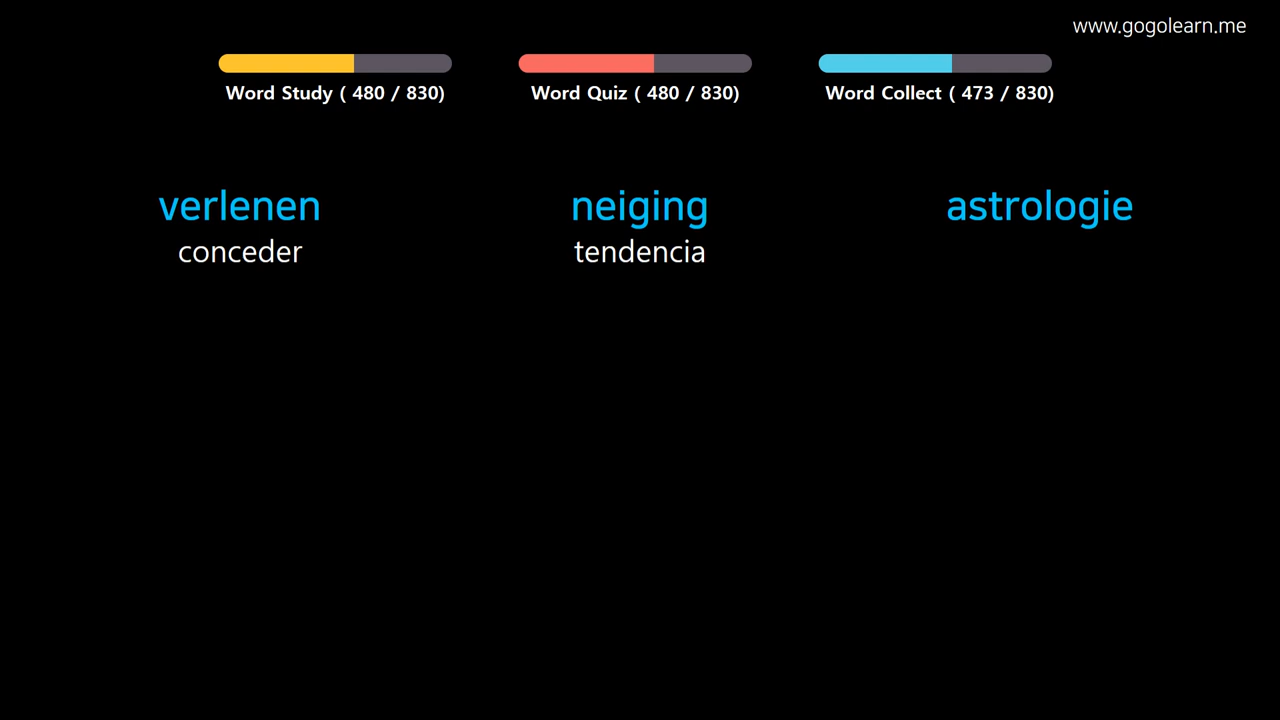 www.gogolearn.me
Word Study ( 480 / 830)
Word Quiz ( 480 / 830)
Word Collect ( 473 / 830)
verlenen
conceder
neiging
tendencia
astrologie